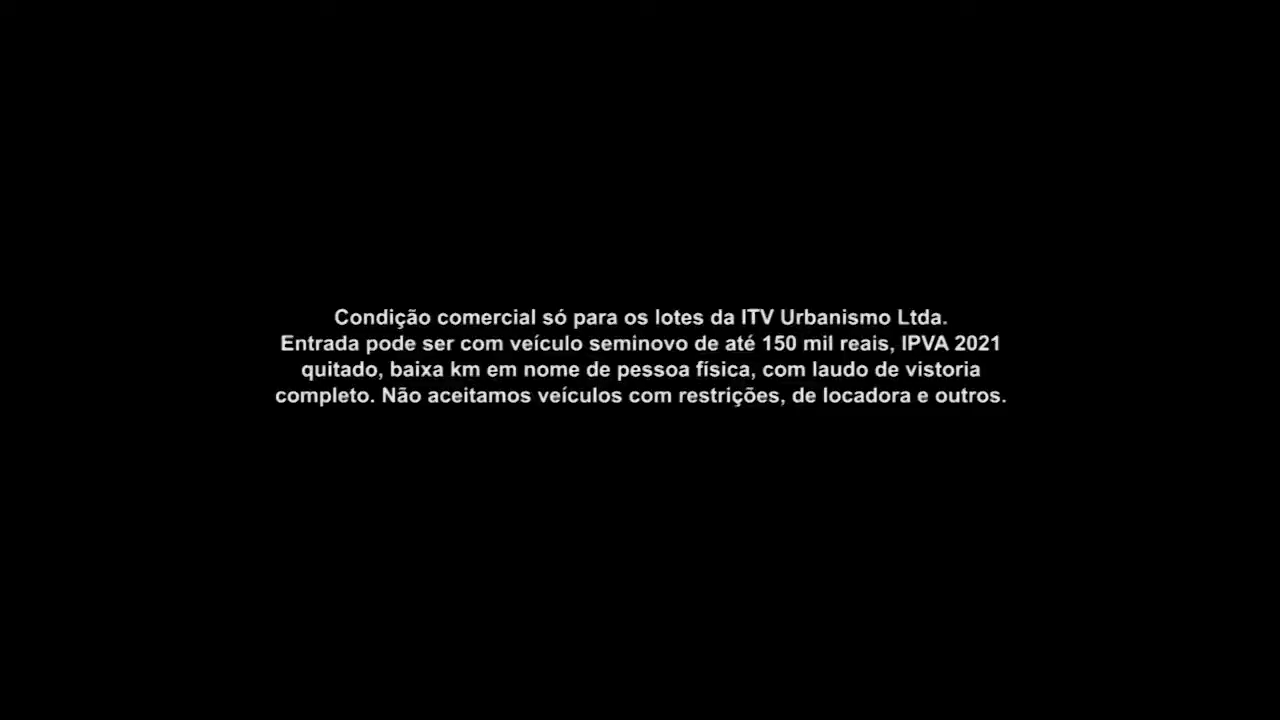 Condição comercial só para os lotes da ITV Urbanismo Ltda.
Entrada pode ser com veículo seminovo de até 150 mil reais, IPVA 2021
quitado, baixa km em nome de pessoa física, com laudo de vistoria
completo. Não aceitamos veículos com restrições, de locadora e outros.